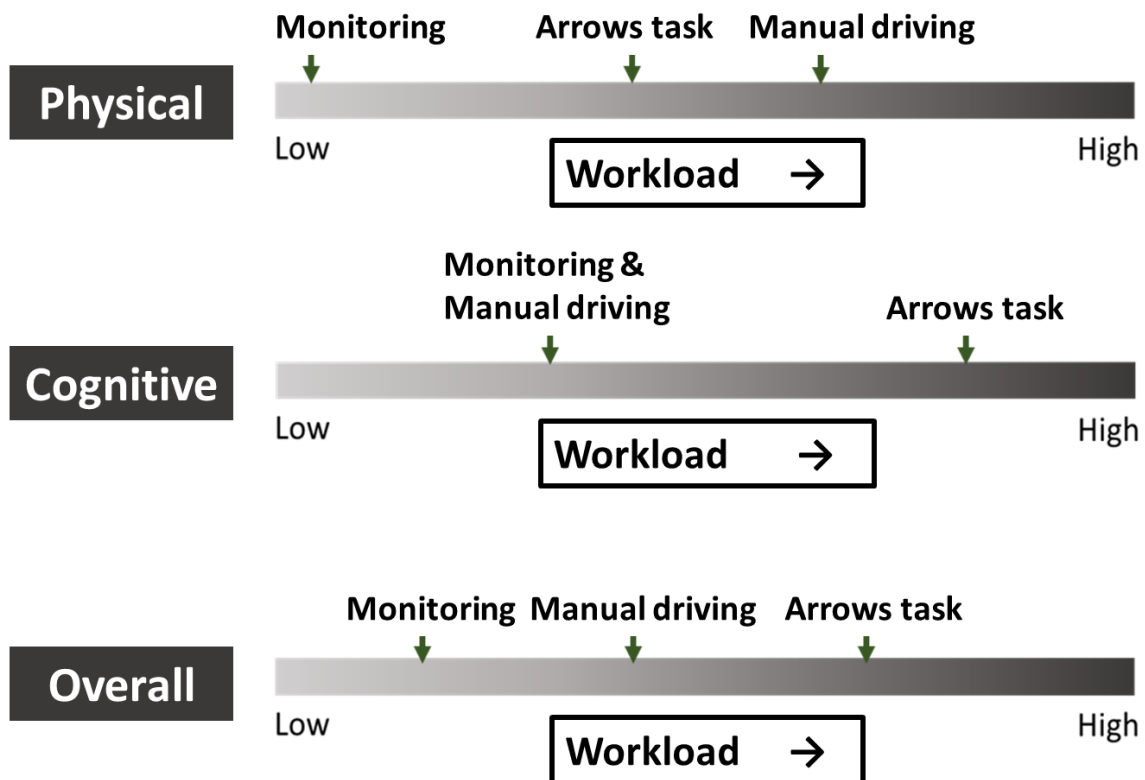 Monitoring Arrows task Manual driving
Physical
Low High
Workload →
Monitoring &
Manual driving Arrows task
Cognitive
Low High
Workload →
Monitoring Manual driving Arrows task
Overall
Low High
Workload →